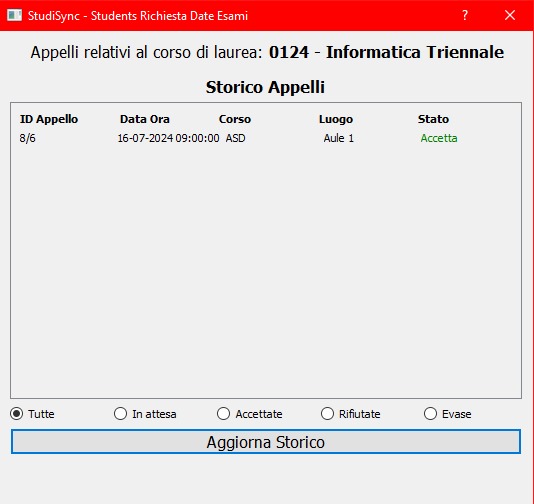 StudiSync - Students Richiesta Date Esami
Appelli relativi al corso di laurea: 0124 - Informatica Triennale
Storico Appelli
ID Appello Data Ora Corso Luogo Stato
8/6 16-07-2024 09:00:00 ASD Aule 1 Accetta
Tutte In attesa Accettate Rifiutate Evase
Aggiorna Storico